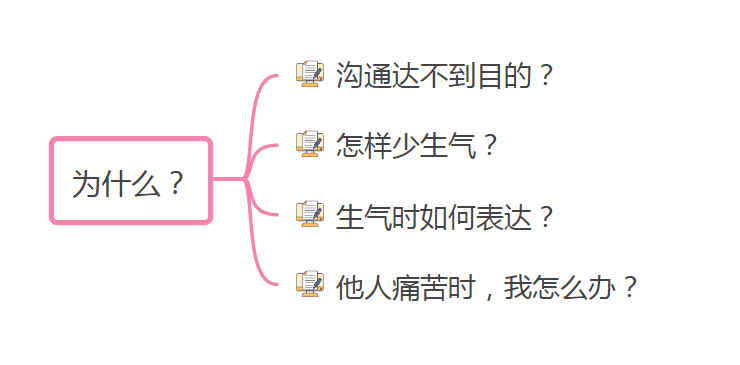 为什么？
沟通达不到目的？
怎样少生气？
生气时如何表达？
他人痛苦时，我怎么办？